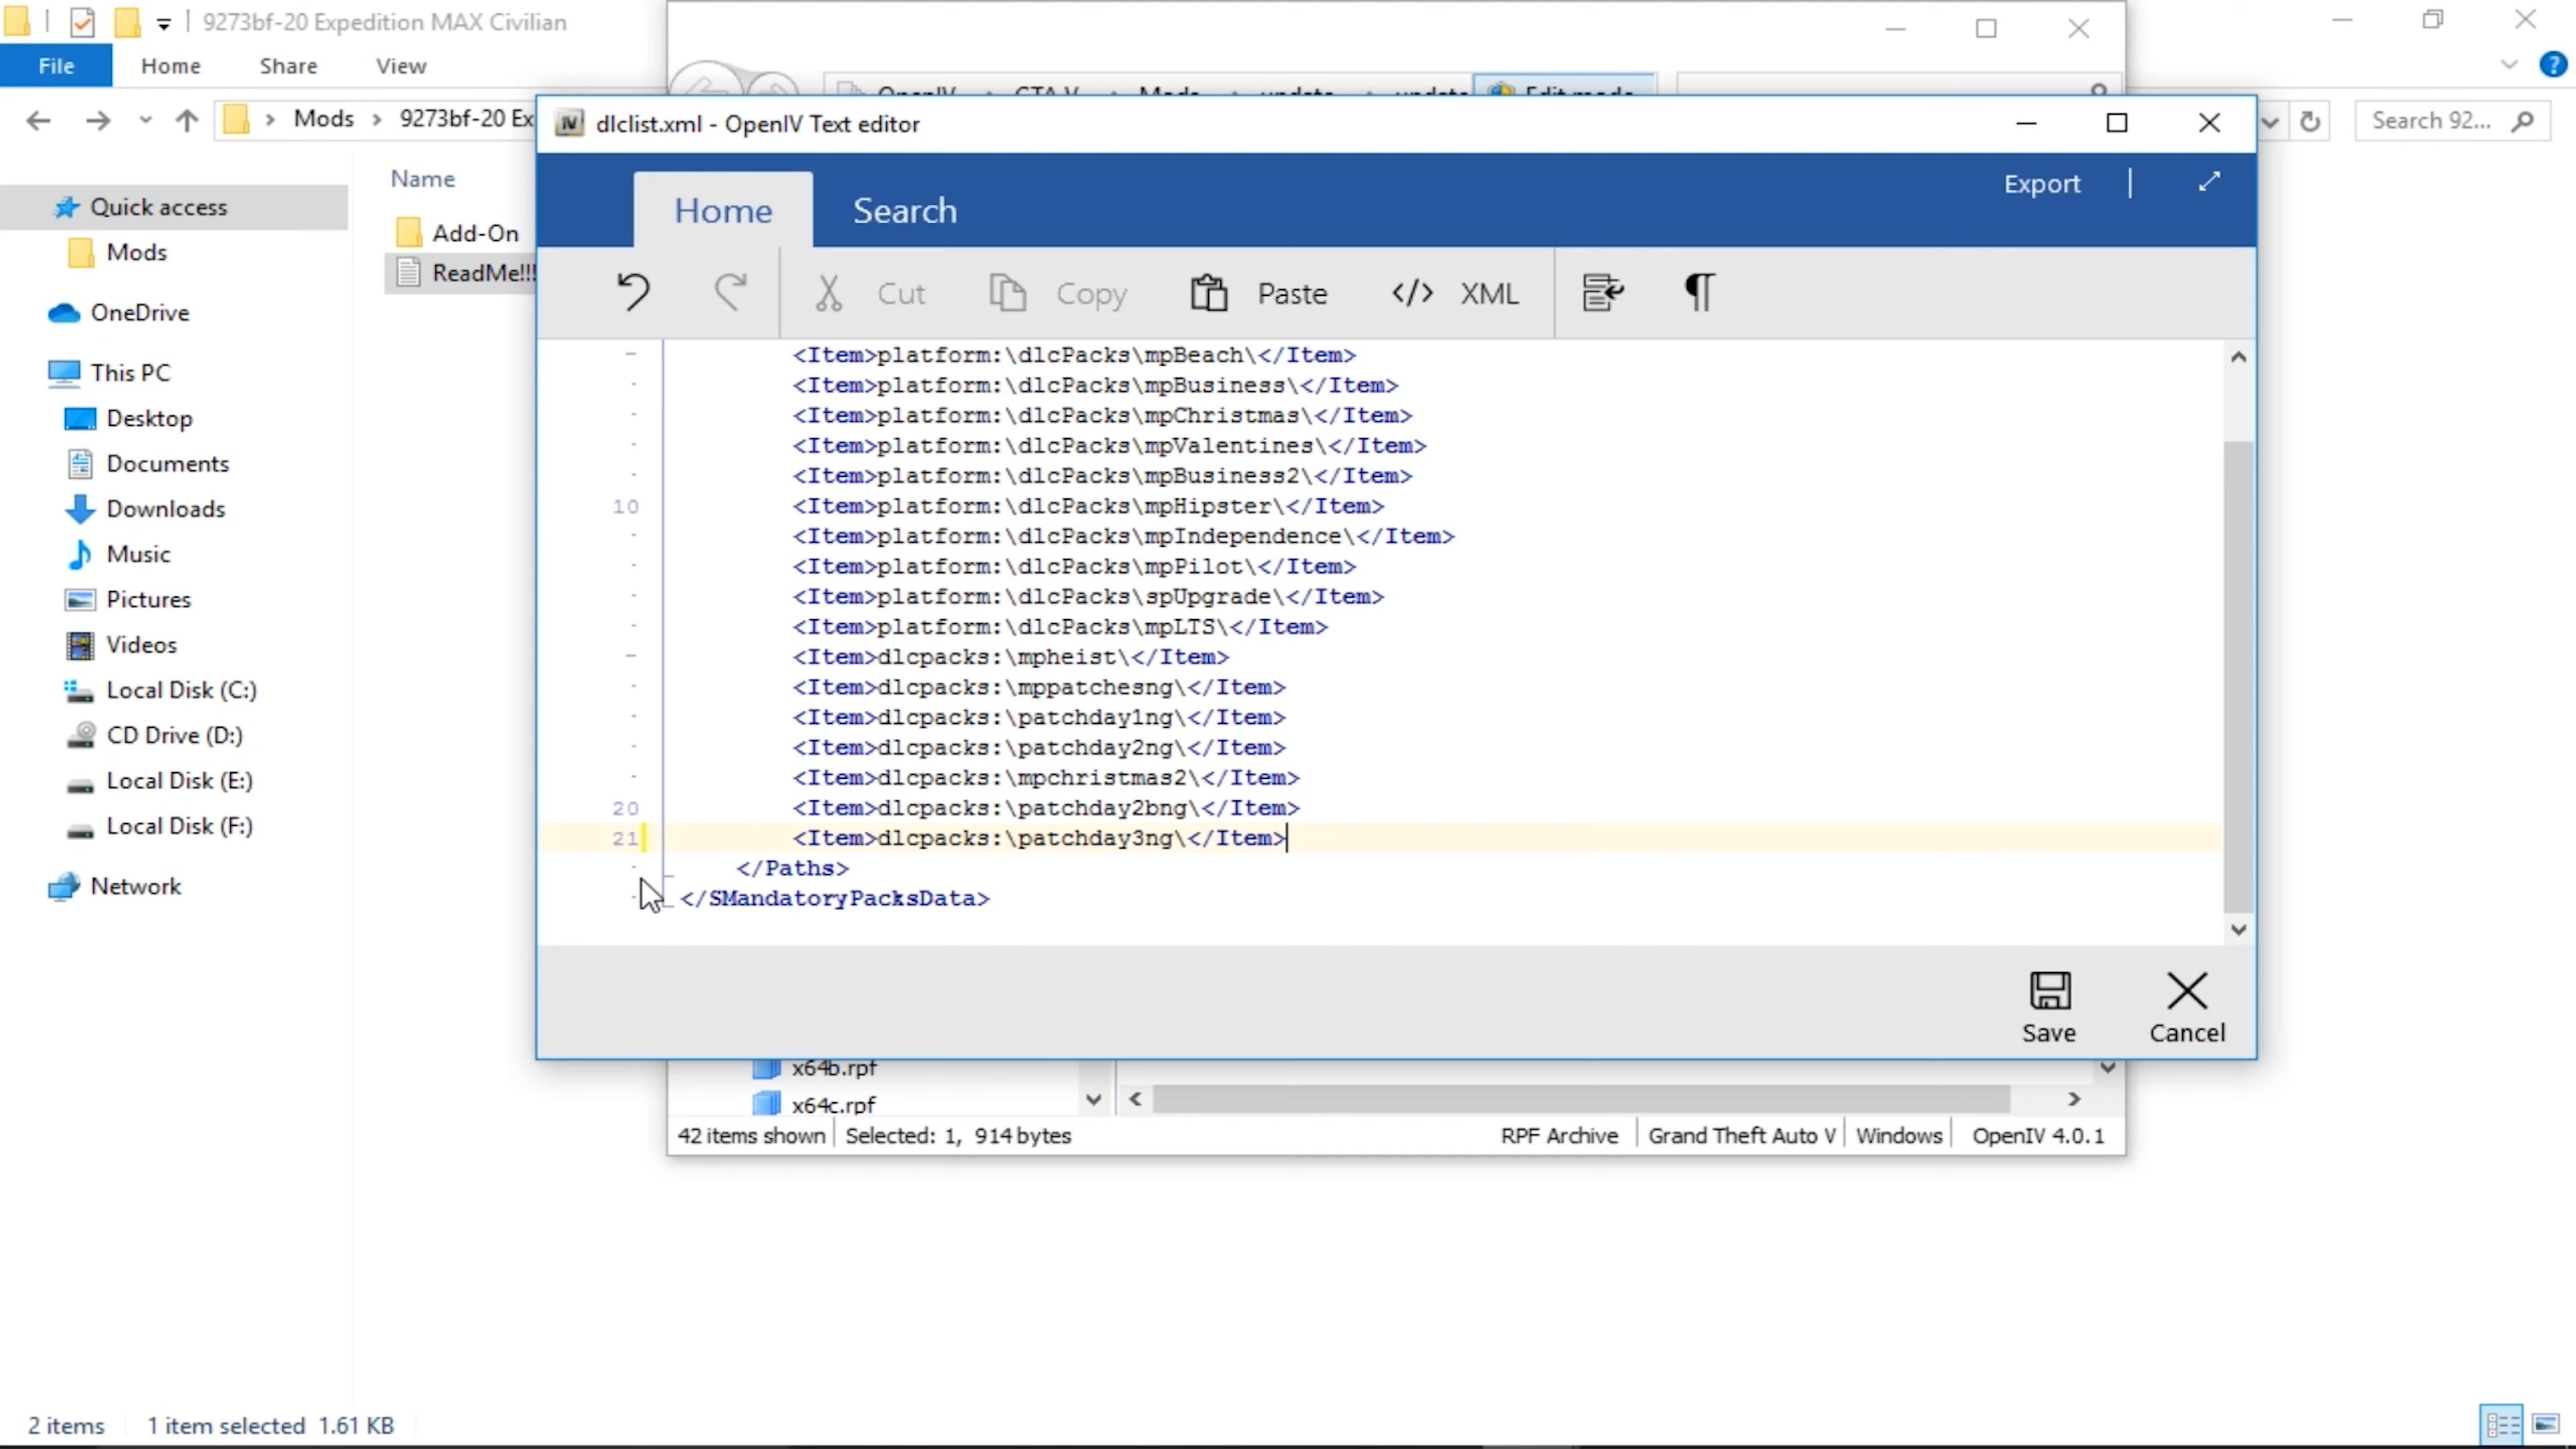 9273bf-20 Expedition MAX Civilian
File Home Share View
Mods 9273bf-20 Ex
Search 92...
OpenIV GTA V Mods update update Edit mode
dlclist.xml - OpenIV Text editor
Home Search Export
Cut Copy Paste XML
Name
Add-On
ReadMe!!!
Quick access
Mods
OneDrive
This PC
Desktop
Documents
Downloads
Music
Pictures
Videos
Local Disk (C:)
CD Drive (D:)
Local Disk (E:)
Local Disk (F:)
Network
<Item>platform:\dlcPacks\mpBeach\</Item>
<Item>platform:\dlcPacks\mpBusiness\</Item>
<Item>platform:\dlcPacks\mpChristmas\</Item>
<Item>platform:\dlcPacks\mpValentines\</Item>
<Item>platform:\dlcPacks\mpBusiness2\</Item>
10 <Item>platform:\dlcPacks\mpHipster\</Item>
<Item>platform:\dlcPacks\mpIndependence\</Item>
<Item>platform:\dlcPacks\mpPilot\</Item>
<Item>platform:\dlcPacks\spUpgrade\</Item>
<Item>platform:\dlcPacks\mpLTS\</Item>
<Item>dlcpacks:\mpheist\</Item>
<Item>dlcpacks:\mppatchesng\</Item>
<Item>dlcpacks:\patchday1ng\</Item>
<Item>dlcpacks:\patchday2ng\</Item>
<Item>dlcpacks:\mpchristmas2\</Item>
20 <Item>dlcpacks:\patchday2bng\</Item>
21 <Item>dlcpacks:\patchday3ng\</Item>
</Paths>
</SMandatoryPacksData>
Save Cancel
x64b.rpf
x64c.rpf
42 items shown Selected: 1, 914 bytes RPF Archive Grand Theft Auto V Windows OpenIV 4.0.1
2 items 1 item selected 1.61 KB